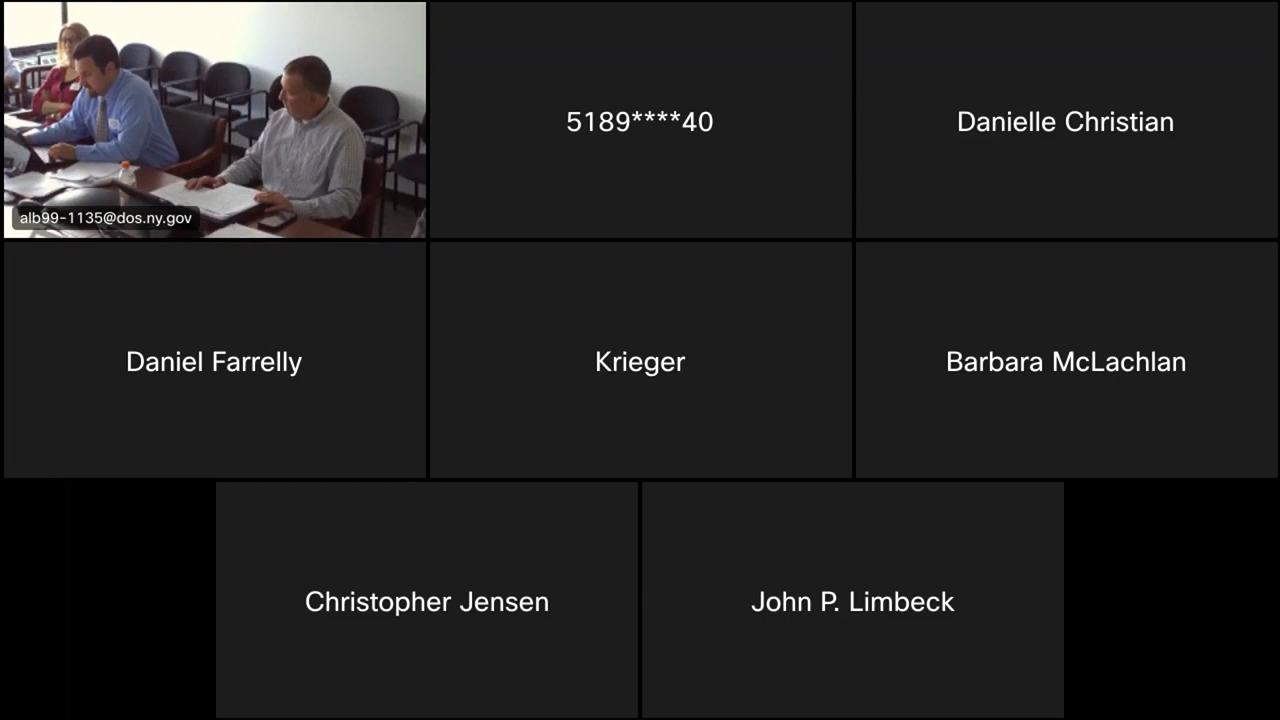 alb99-1135@dos.ny.gov
5189****40
Danielle Christian
Daniel Farrelly
Krieger
Barbara McLachlan
Christopher Jensen
John P. Limbeck